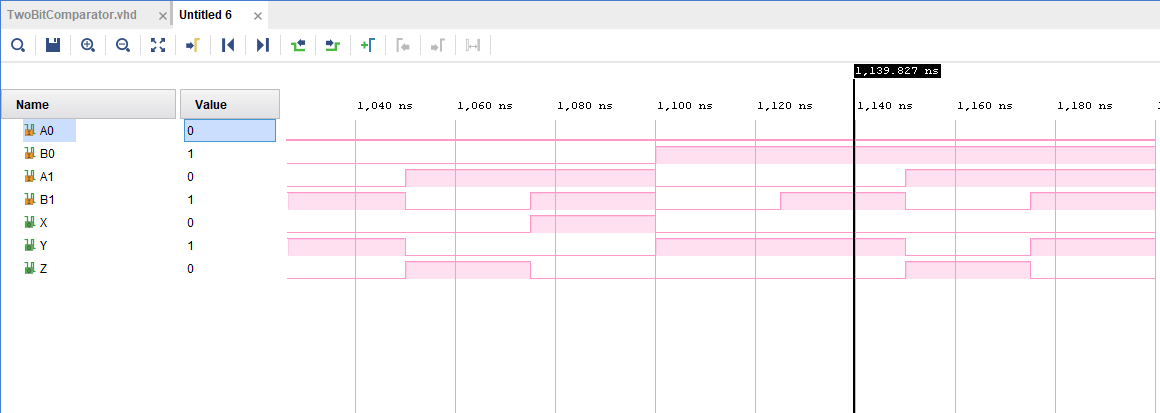 TwoBitComparator.vhd × Untitled 6 ×
1,139.827 ns
Name Value 1,040 ns 1,060 ns 1,080 ns 1,100 ns 1,120 ns 1,140 ns 1,160 ns 1,180 ns
A0 0
B0 1
A1 0
B1 1
X 0
Y 1
Z 0